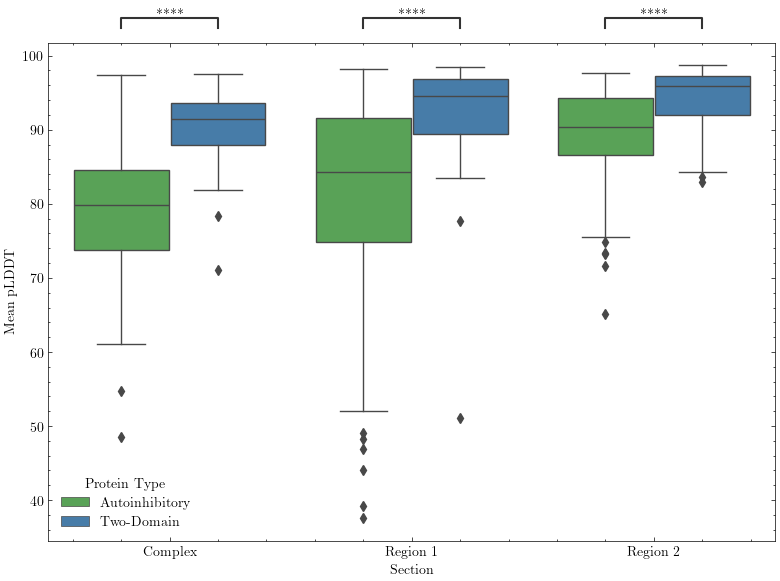 **** **** ****
100
90
80
70
60
50
40
Mean pLDDT
Protein Type
Autoinhibitory
Two-Domain
Complex Region 1 Region 2
Section